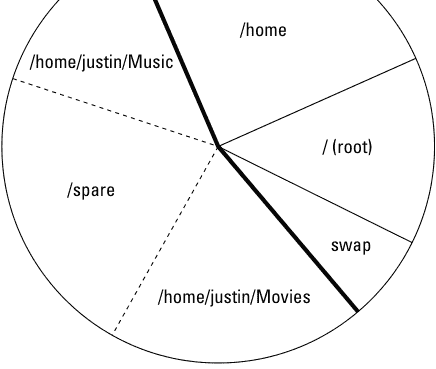 /home
/home/justin/Music
/ (root)
/spare
swap
/home/justin/Movies